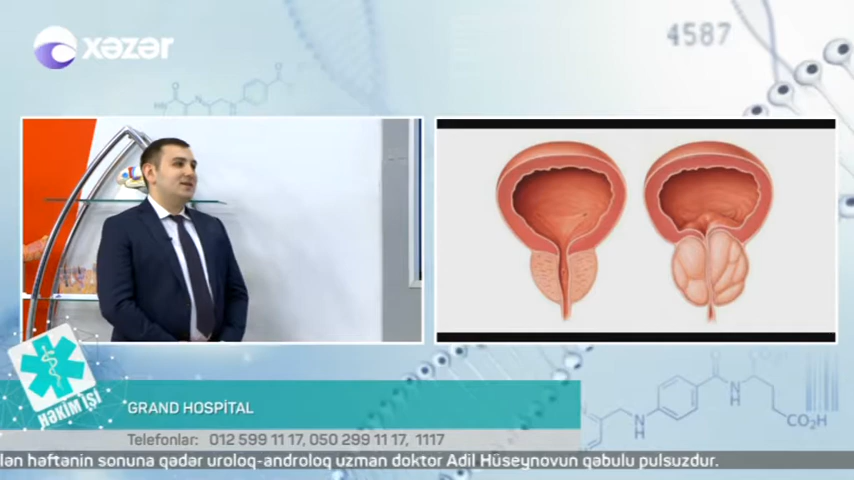 xəzər
4587
HƏKİM İŞİ
GRAND HOSPİTAL
Telefonlar: 012 599 11 17, 050 299 11 17, 1117
lən həftənin sonuna qədər uroloq-androloq uzman doktor Adil Hüseynovun qəbulu pulsuzdur.
N
H
CO₂H